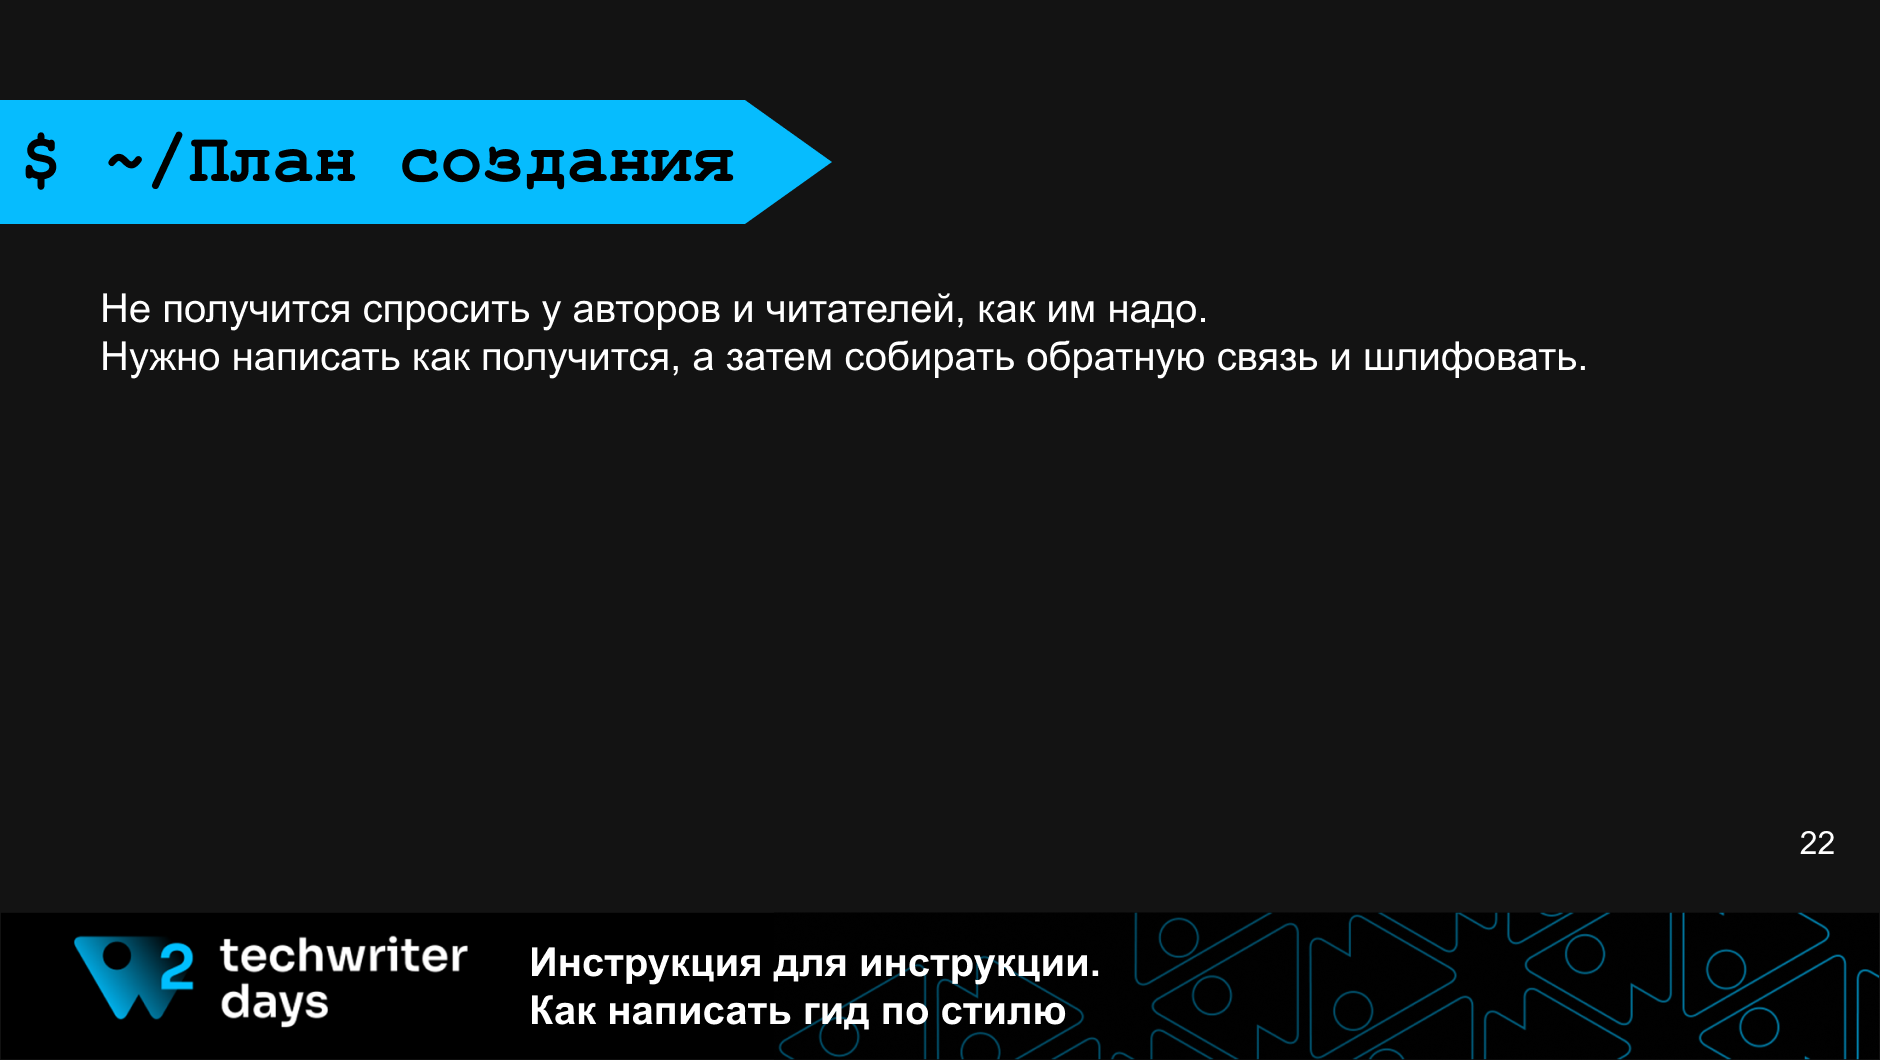 $ ~/План создания
Не получится спросить у авторов и читателей, как им надо.
Нужно написать как получится, а затем собирать обратную связь и шлифовать.
22
2
techwriter
days
Инструкция для инструкции.
Как написать гид по стилю